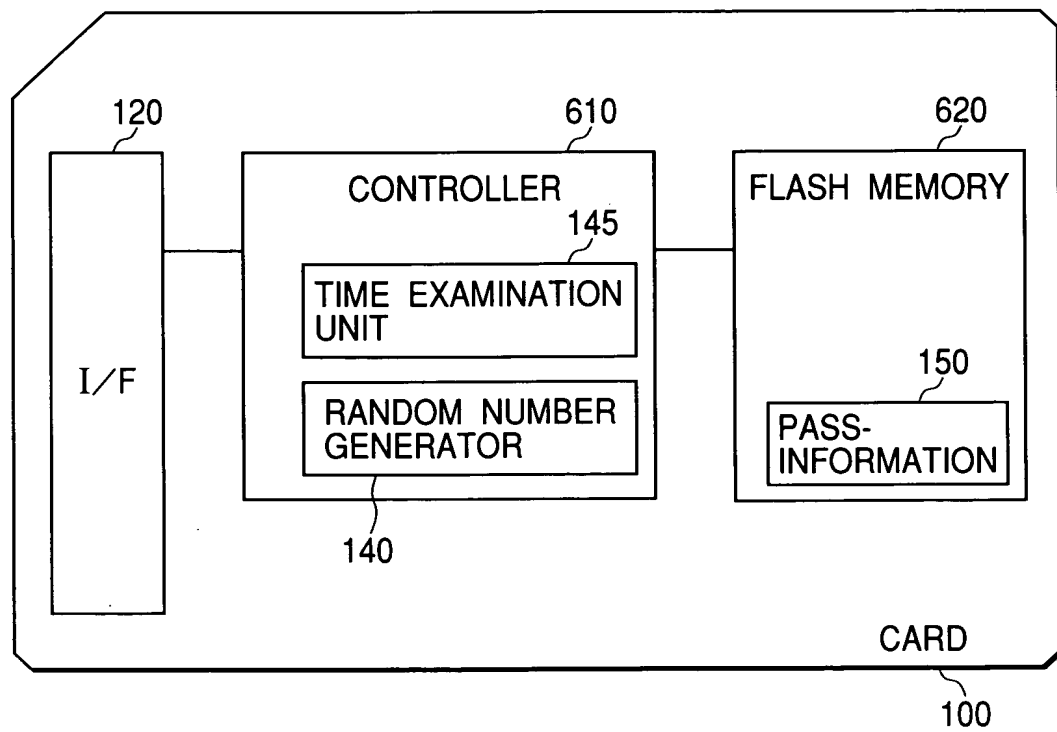 120
610
620
CONTROLLER
FLASH MEMORY
145
TIME EXAMINATION
UNIT
I/F
150
RANDOM NUMBER
GENERATOR
PASS-
INFORMATION
140
CARD
100